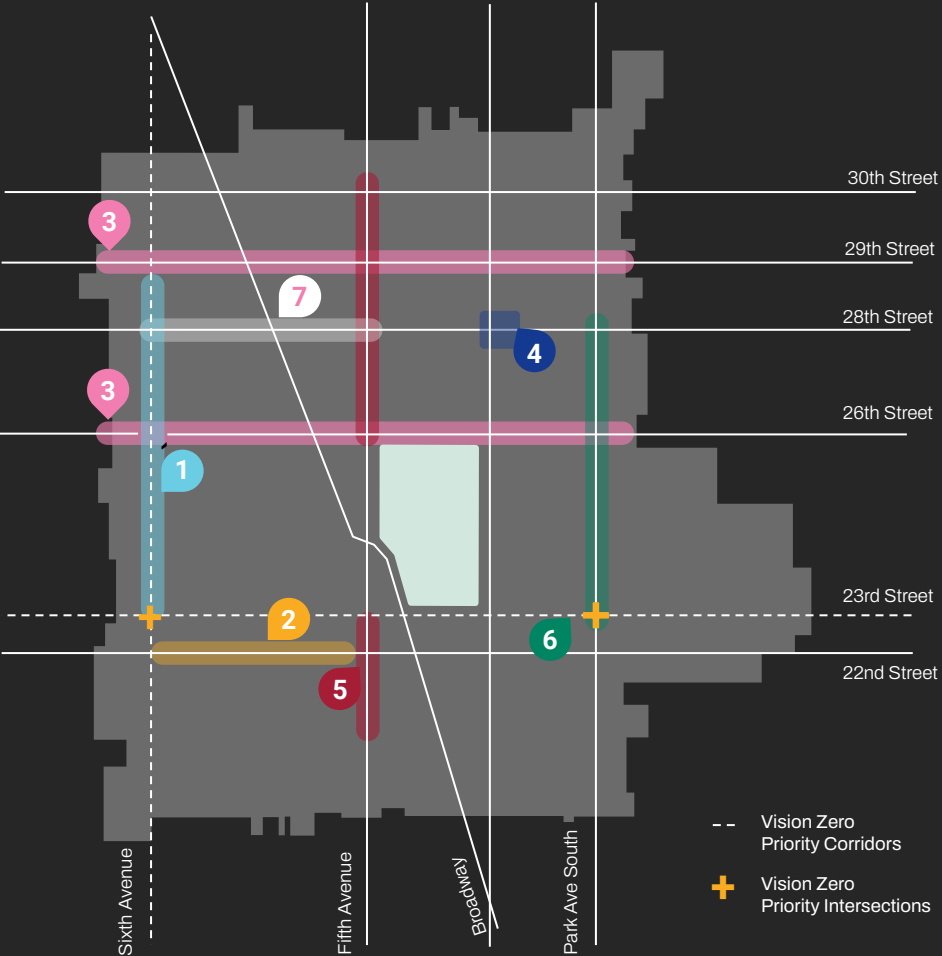 30th Street
3
29th Street
7
28th Street
4
3
26th Street
1
23rd Street
2
6
22nd Street
5
Vision Zero
Priority Corridors
Vision Zero
Priority Intersections
Sixth Avenue
Fifth Avenue
Broadway
Park Ave South